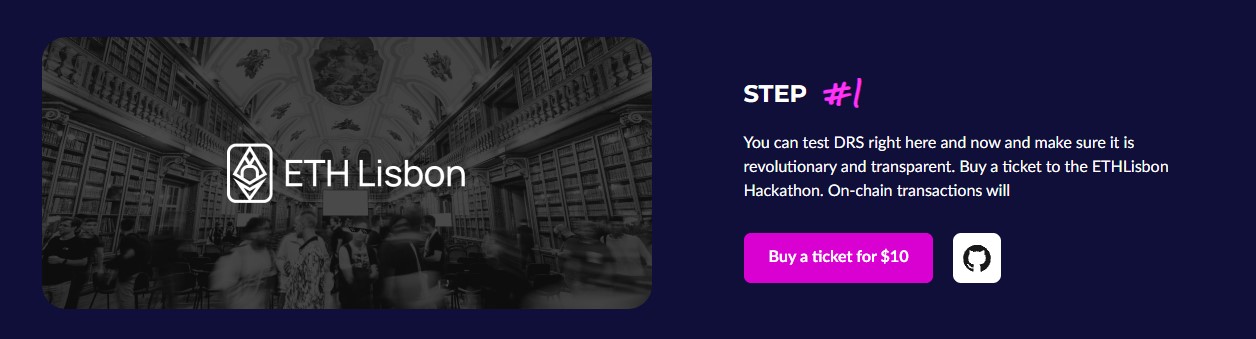 ETH Lisbon
STEP #1
You can test DRS right here and now and make sure it is
revolutionary and transparent. Buy a ticket to the ETHLisbon
Hackathon. On-chain transactions will
Buy a ticket for $10